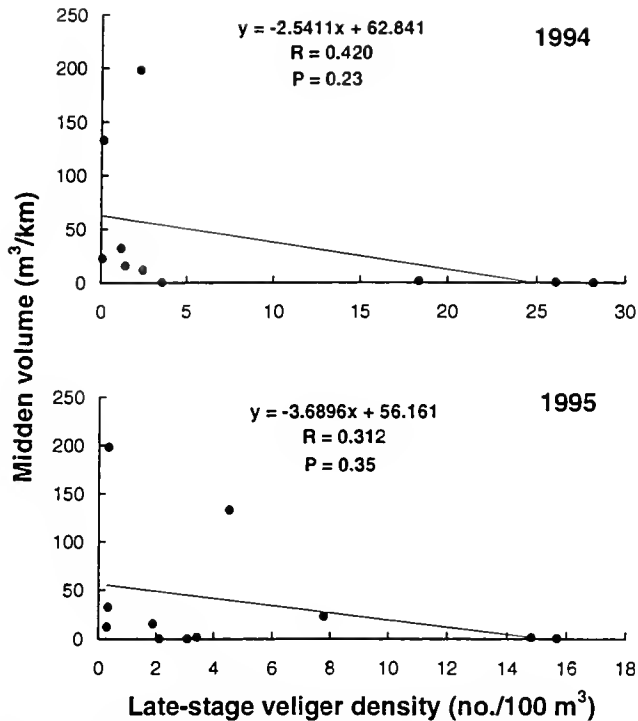 y = -2.5411x + 62.841
R = 0.420
P = 0.23
1994
250
200
150
100
50
0
0 5 10 15 20 25 30
Midden volume (m³/km)
y = -3.6896x + 56.161
R = 0.312
P = 0.35
1995
250
200
150
100
50
0
0 2 4 6 8 10 12 14 16 18
Late-stage veliger density (no./100 m³)